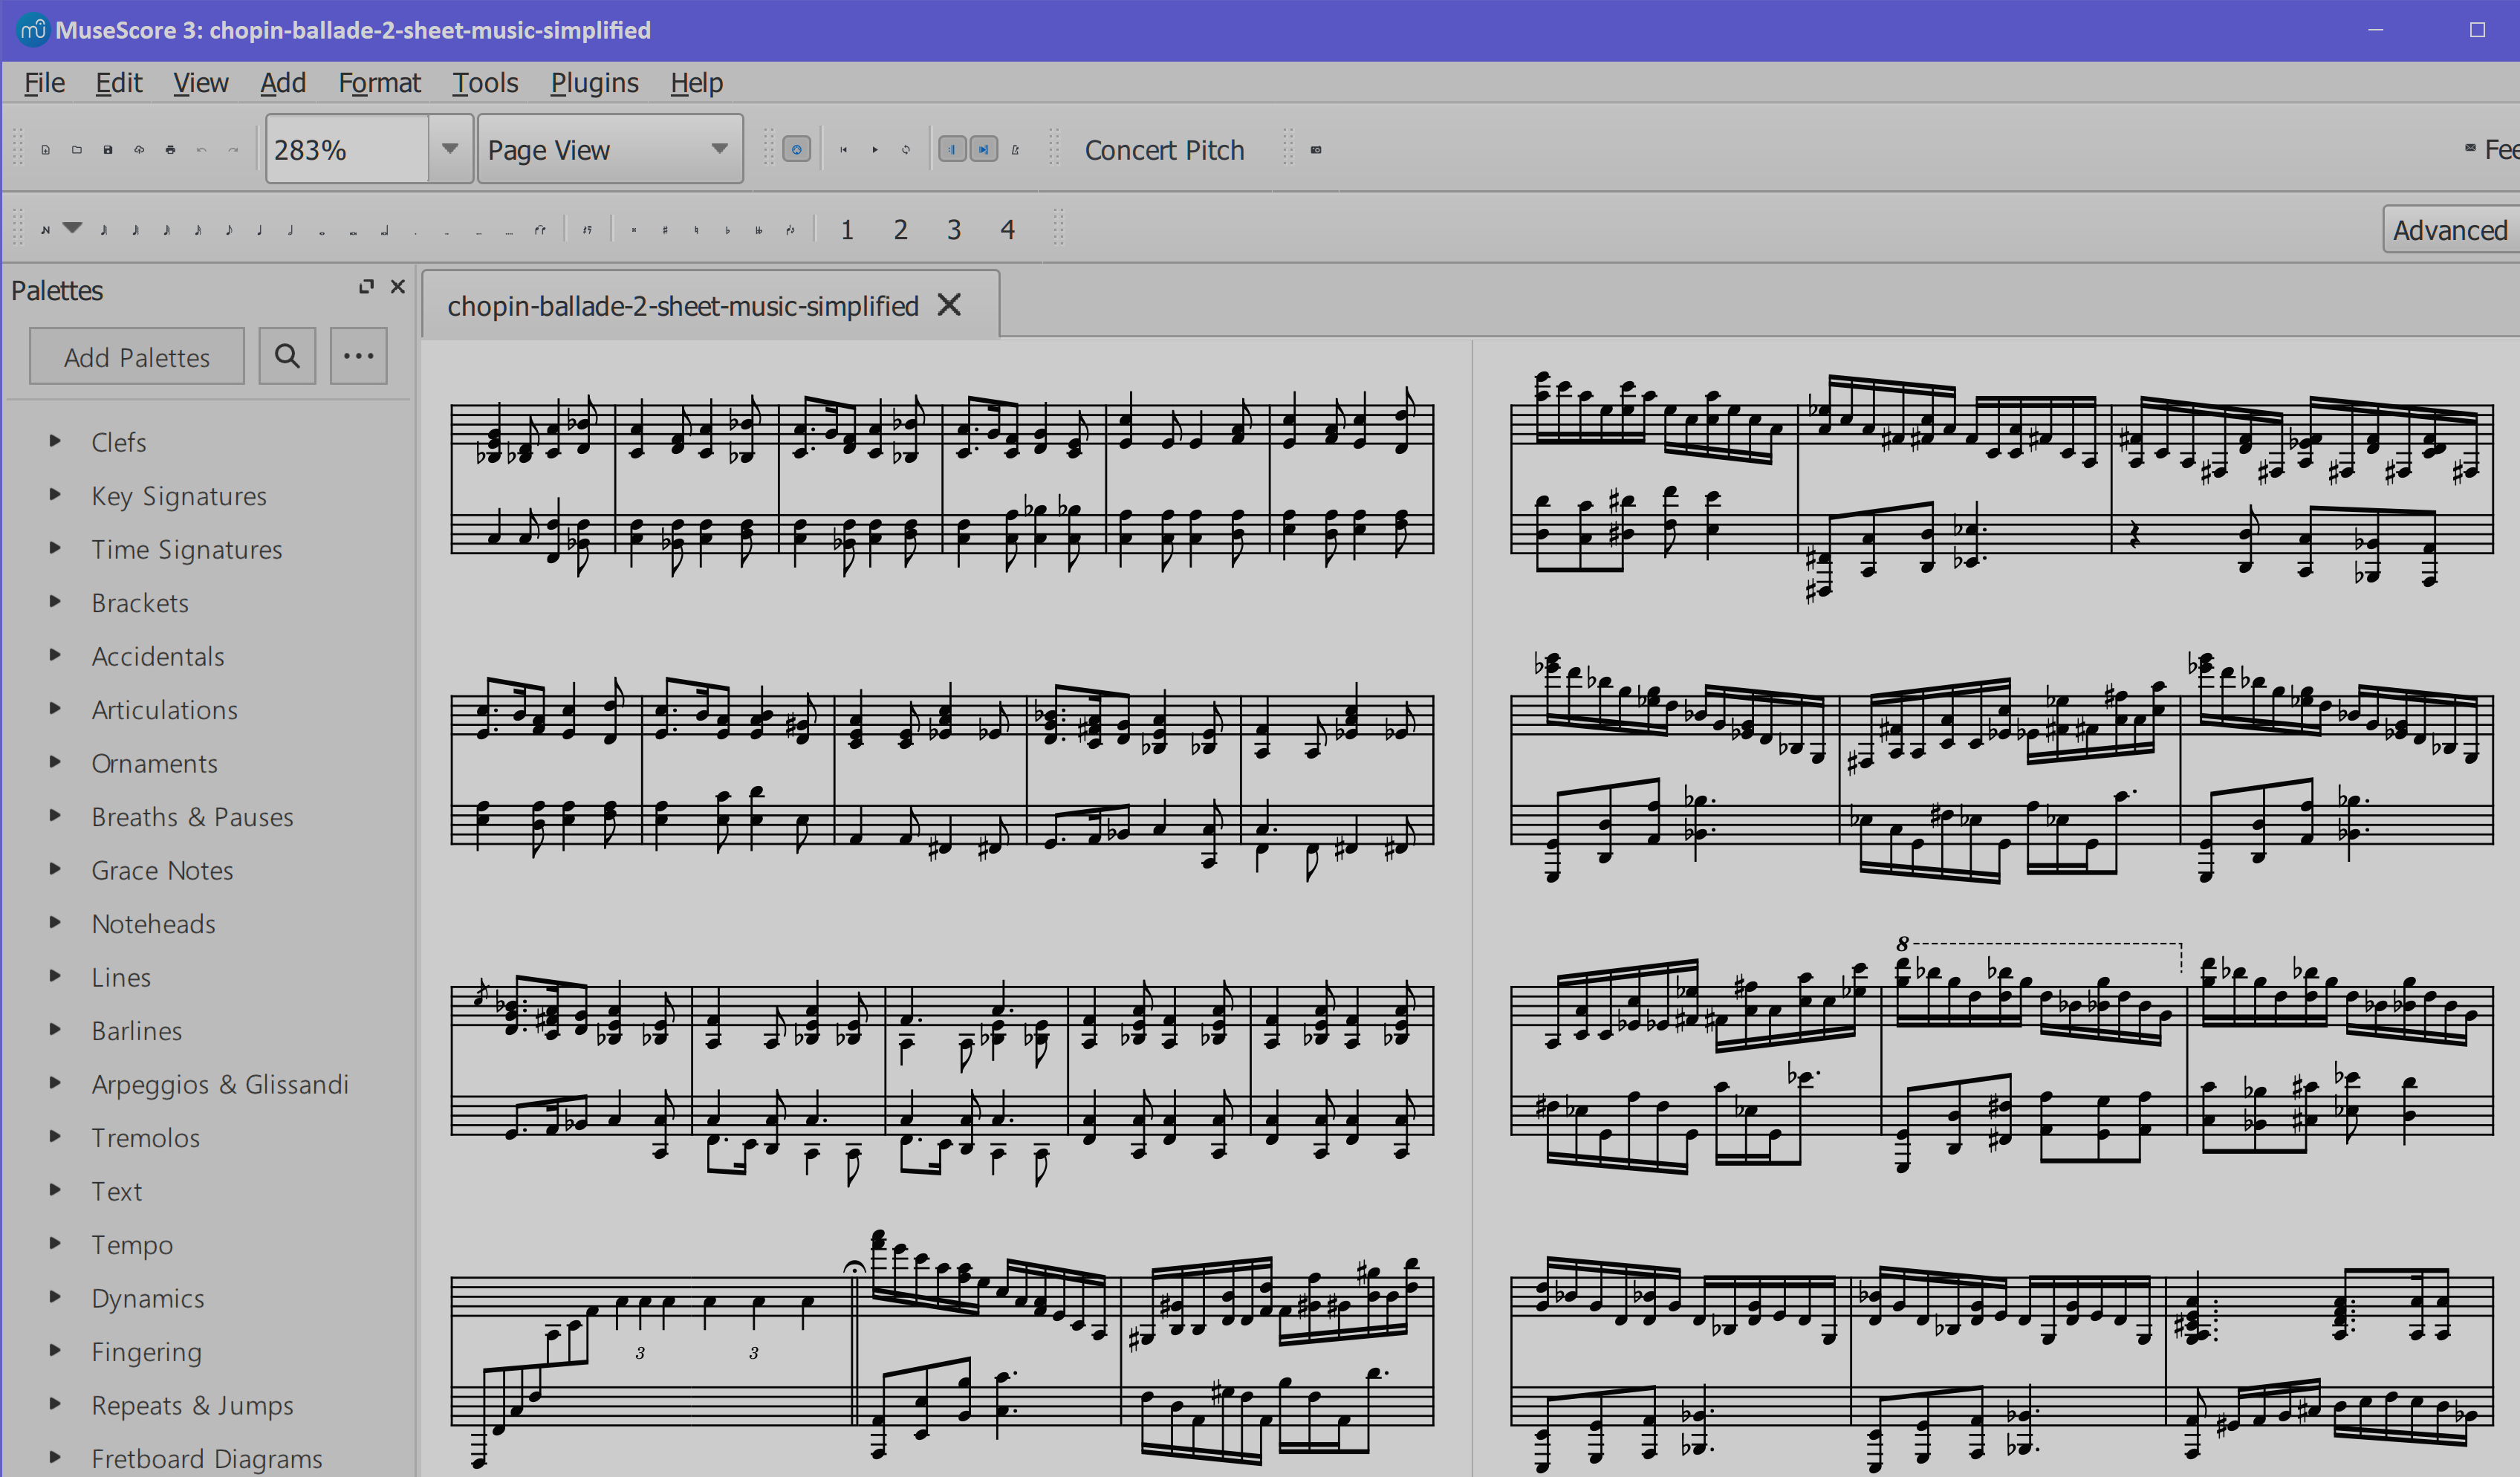 MuseScore 3: chopin-ballade-2-sheet-music-simplified
File Edit View Add Format Tools Plugins Help
283% Page View Concert Pitch
1 2 3 4 Advanced
Palettes
chopin-ballade-2-sheet-music-simplified
Add Palettes
Clefs
Key Signatures
Time Signatures
Brackets
Accidentals
Articulations
Ornaments
Breaths & Pauses
Grace Notes
Noteheads
Lines
Barlines
Arpeggios & Glissandi
Tremolos
Text
Tempo
Dynamics
Fingering
Repeats & Jumps
Fretboard Diagrams
8
3 3